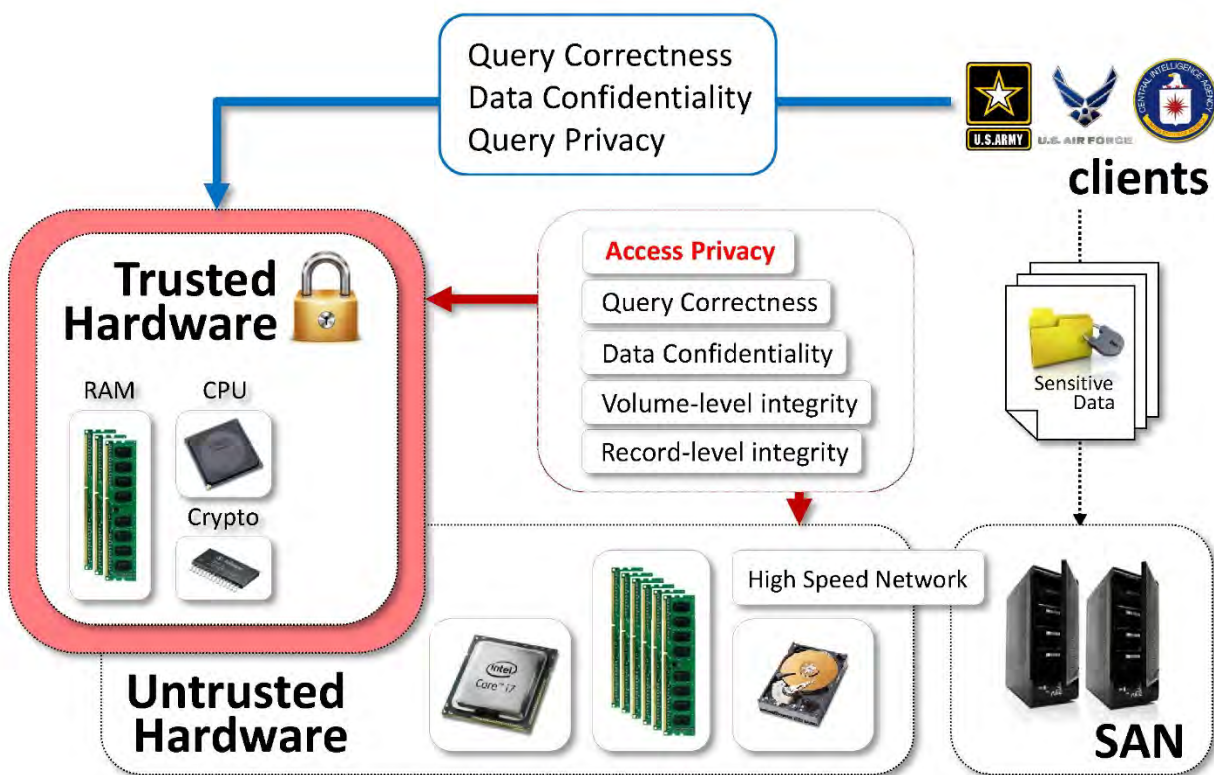 Query Correctness
Data Confidentiality
Query Privacy
CENTRAL INTELLIGENCE AGENCY
U.S.ARMY
U.S. AIR FORCE
clients
Trusted
Hardware
RAM
CPU
Crypto
Access Privacy
Query Correctness
Data Confidentiality
Volume-level integrity
Record-level integrity
Sensitive
Data
High Speed Network
intel
Core™ i7
Untrusted
Hardware
SAN